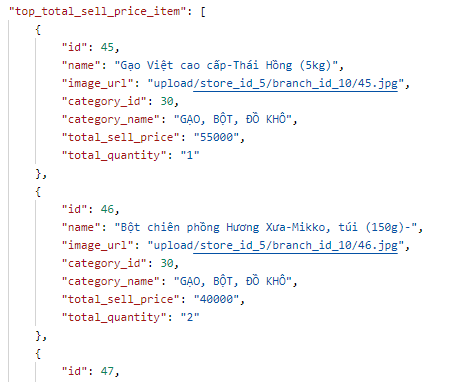 "top_total_sell_price_item": [
{
"id": 45,
"name": "Gạo Việt cao cấp-Thái Hồng (5kg)",
"image_url": "upload/store_id_5/branch_id_10/45.jpg",
"category_id": 30,
"category_name": "GẠO, BỘT, ĐỒ KHÔ",
"total_sell_price": "55000",
"total_quantity": "1"
},
{
"id": 46,
"name": "Bột chiên phồng Hương Xưa-Mikko, túi (150g)-",
"image_url": "upload/store_id_5/branch_id_10/46.jpg",
"category_id": 30,
"category_name": "GẠO, BỘT, ĐỒ KHÔ",
"total_sell_price": "40000",
"total_quantity": "2"
},
{
"id": 47,